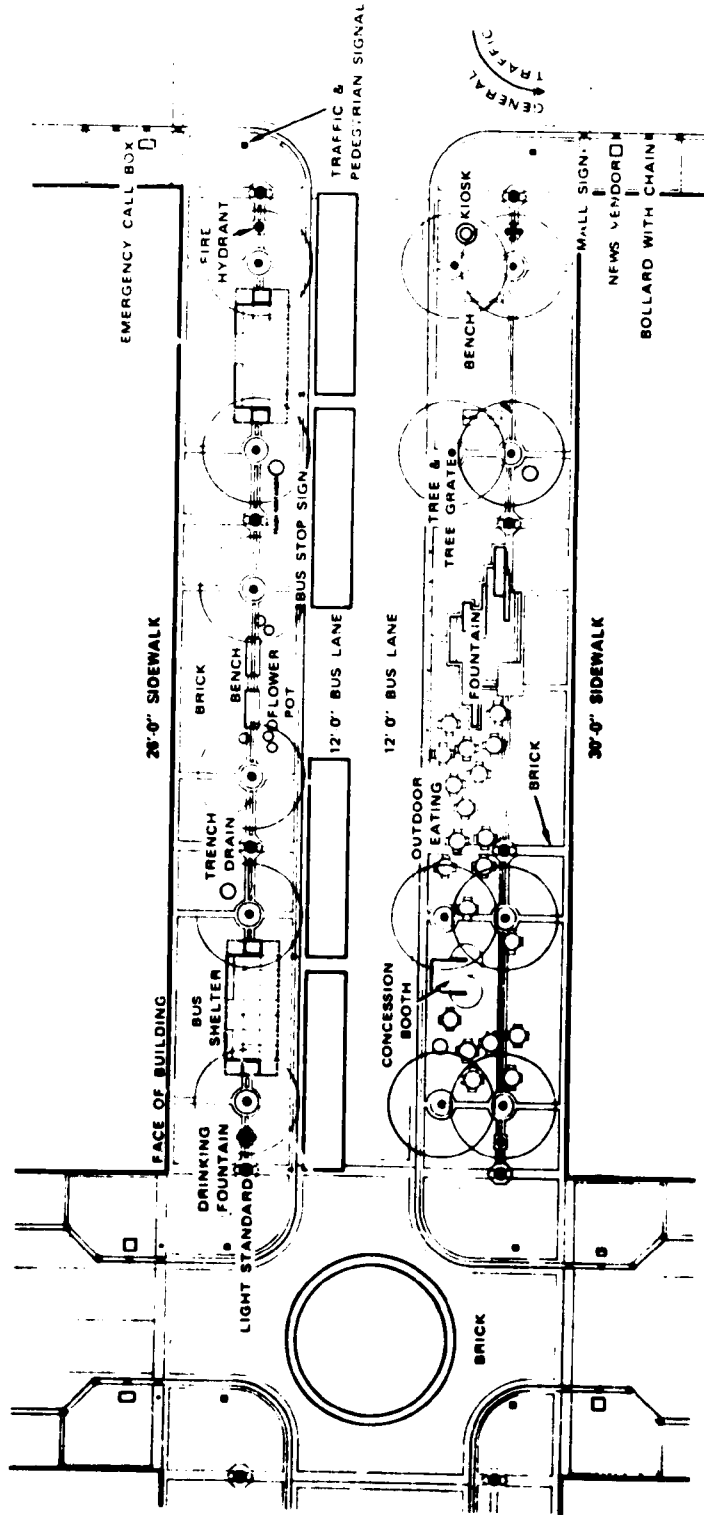 EMERGENCY CALL BOX
TRAFFIC &
PEDESTRIAN SIGNAL
GENERAL
TRAFFIC
FIRE
HYDRANT
KIOSK
MALL SIGN
NEWS VENDOR
BOLLARD WITH CHAIN
BENCH
BUS STOP SIGN
TREE &
TREE GRATE
26'-0" SIDEWALK
BRICK
BENCH
FLOWER
POT
12'0" BUS LANE
12'0" BUS LANE
FOUNTAIN
30'-0" SIDEWALK
TRENCH
DRAIN
OUTDOOR
EATING
BRICK
FACE OF BUILDING
BUS
SHELTER
CONCESSION
BOOTH
DRINKING
FOUNTAIN
LIGHT STANDARD
BRICK